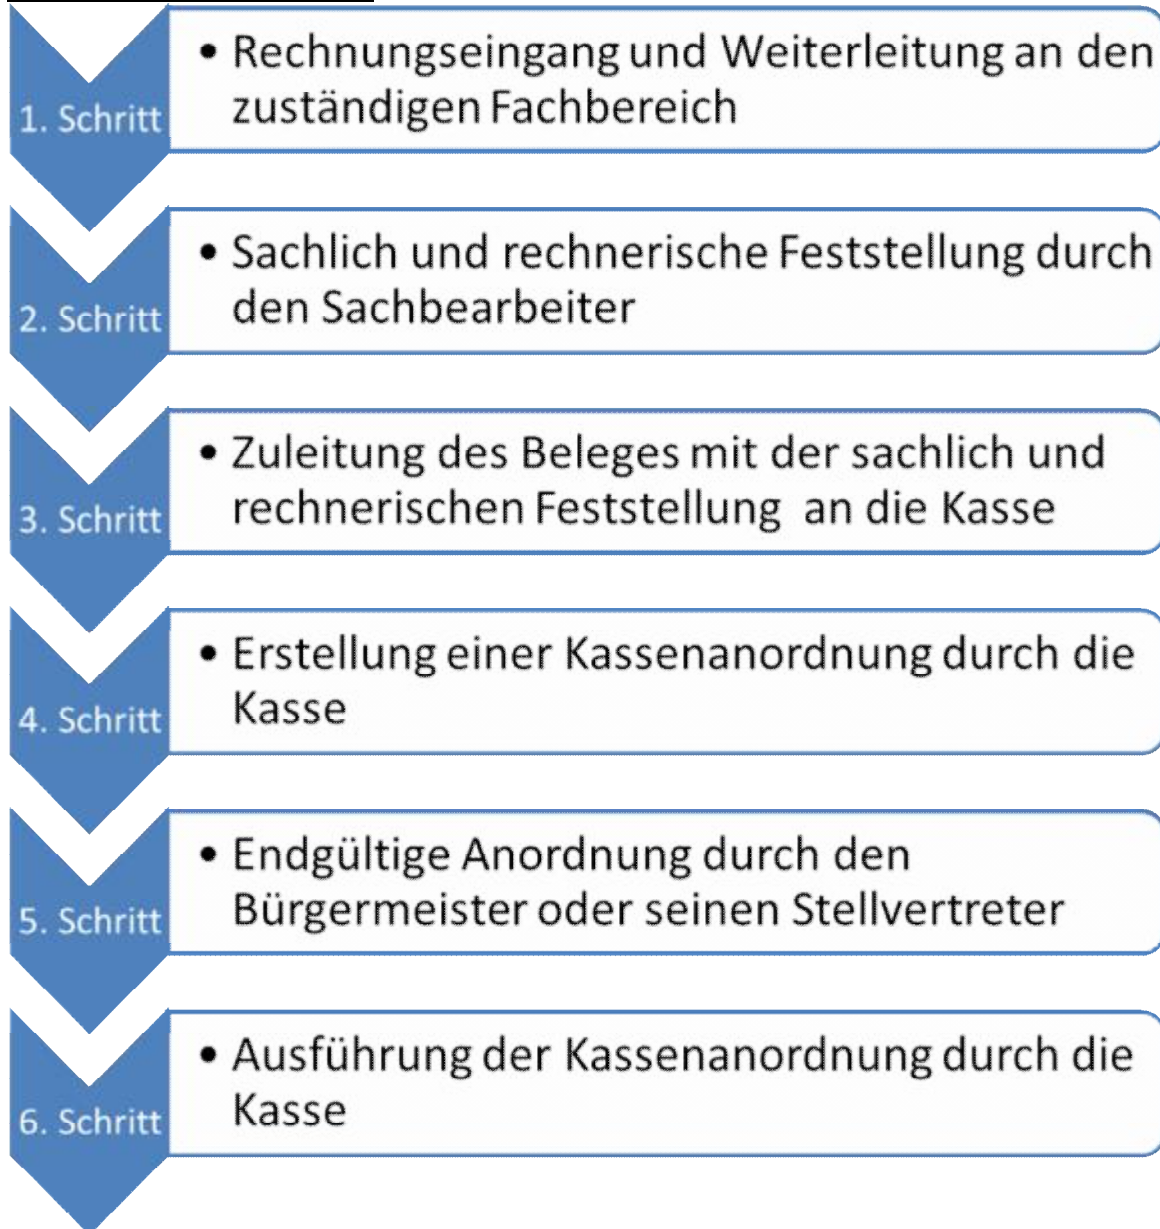 • Rechnungseingang und Weiterleitung an den
zuständigen Fachbereich
1. Schritt
• Sachlich und rechnerische Feststellung durch
den Sachbearbeiter
2. Schritt
• Zuleitung des Beleges mit der sachlich und
rechnerischen Feststellung an die Kasse
3. Schritt
• Erstellung einer Kassenanordnung durch die
Kasse
4. Schritt
• Endgültige Anordnung durch den
Bürgermeister oder seinen Stellvertreter
5. Schritt
• Ausführung der Kassenanordnung durch die
Kasse
6. Schritt